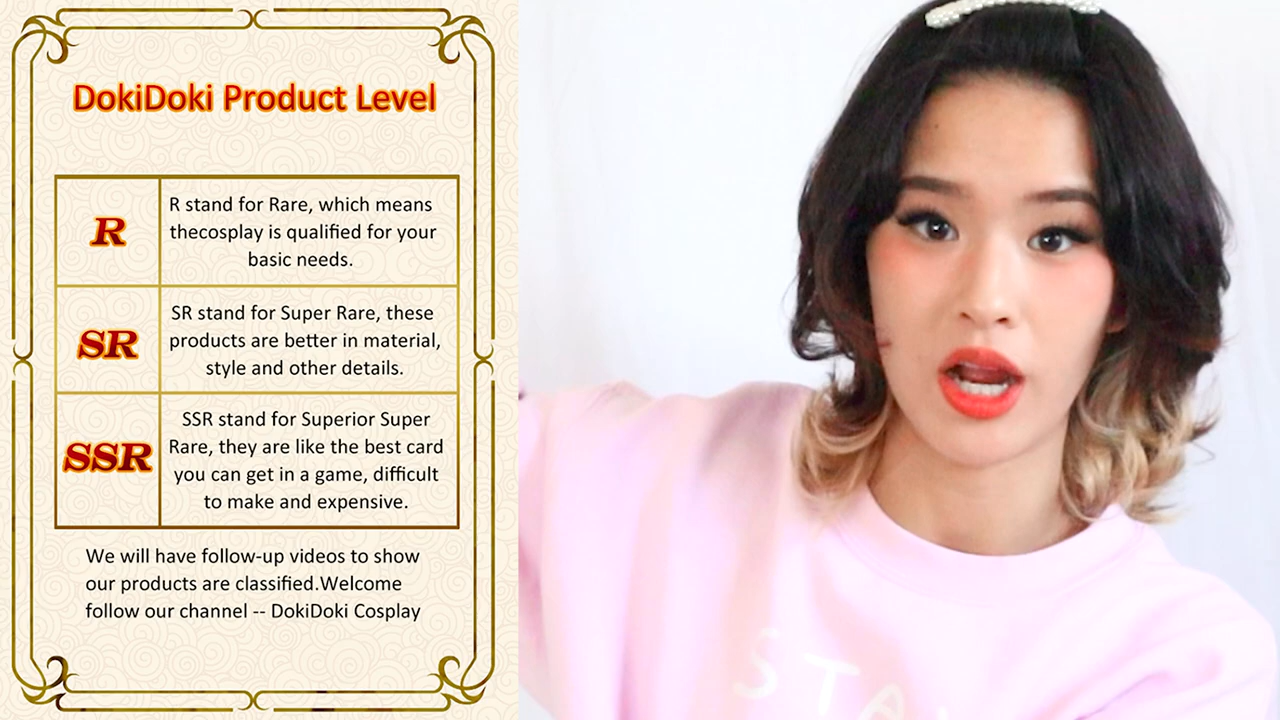 DokiDoki Product Level
R
R stand for Rare, which means
thecosplay is qualified for your
basic needs.
SR
SR stand for Super Rare, these
products are better in material,
style and other details.
SSR
SSR stand for Superior Super
Rare, they are like the best card
you can get in a game, difficult
to make and expensive.
We will have follow-up videos to show
our products are classified.Welcome
follow our channel -- DokiDoki Cosplay